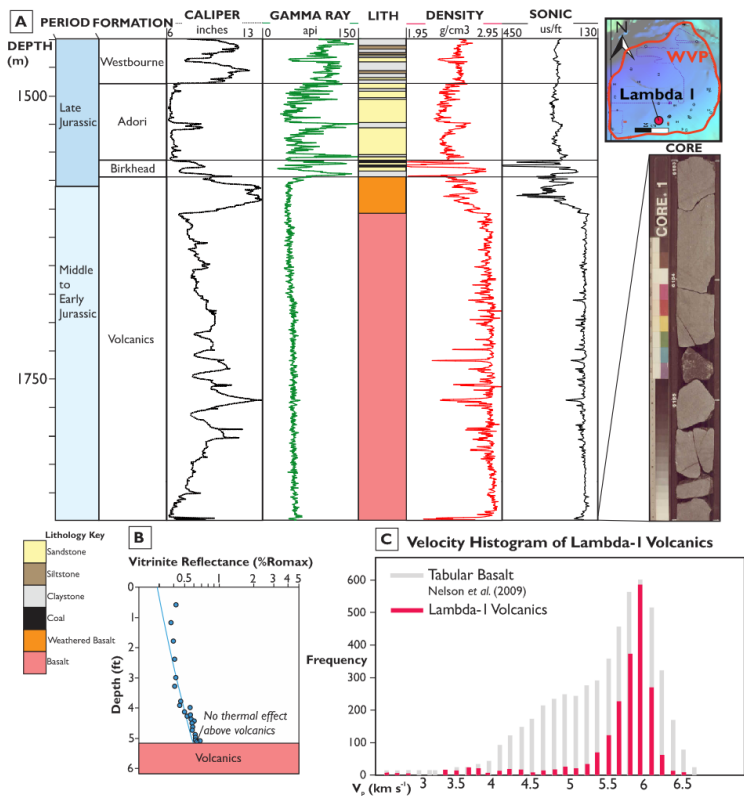 A
PERIOD FORMATION
CALIPER
GAMMA RAY
LITH
DENSITY
SONIC
DEPTH
(m)
6 inches 13
0 api 150
1.95 g/cm3 2.95
450 us/ft 130
N
WVP
Lambda 1
25
CORE
Westbourne
1500
Late
Jurassic
Adori
Birkhead
CORE. 1
Middle
to
Early
Jurassic
Volcanics
1750
Lithology Key
Sandstone
Siltstone
Claystone
Coal
Weathered Basalt
Basalt
B
Vitrinite Reflectance (%Romax)
0.5 1 2 3 4 5
Depth (ft)
0
1
2
3
4
5
6
No thermal effect
above volcanics
Volcanics
C
Velocity Histogram of Lambda-1 Volcanics
Tabular Basalt
Nelson et al. (2009)
Lambda-1 Volcanics
Frequency
600
500
400
300
200
100
0
3 3.5 4 4.5 5 5.5 6 6.5
Vp (km s-1)